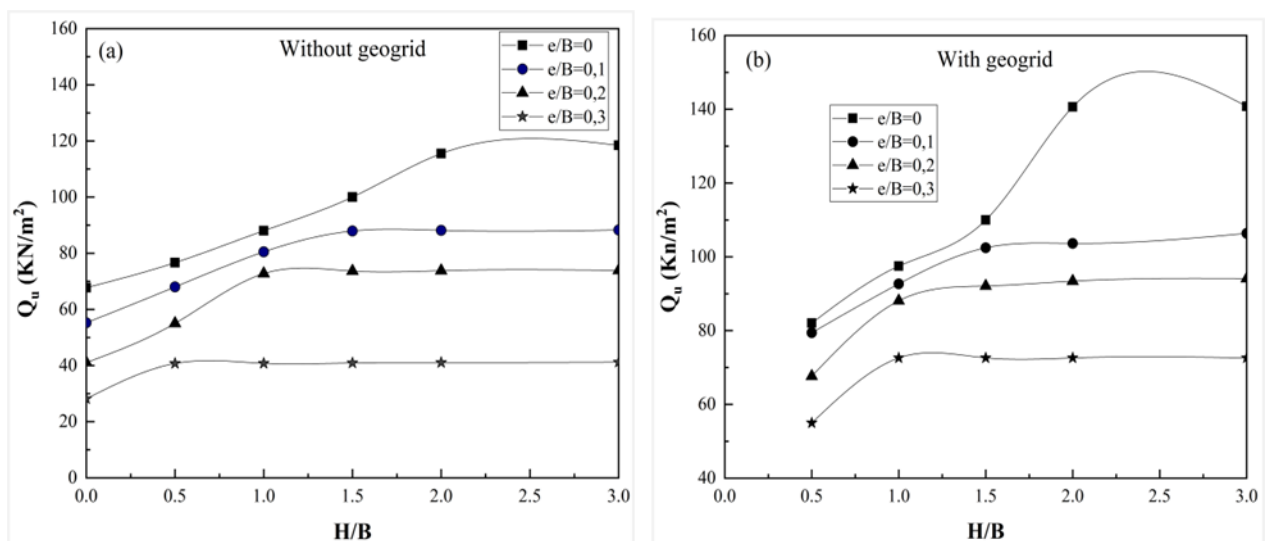 (a)
Without geogrid
e/B=0
e/B=0,1
e/B=0,2
e/B=0,3
160
140
120
100
80
60
40
20
0
Qu (KN/m²)
0.0 0.5 1.0 1.5 2.0 2.5 3.0
H/B
(b)
With geogrid
e/B=0
e/B=0,1
e/B=0,2
e/B=0,3
160
140
120
100
80
60
40
Qu (Kn/m²)
0.0 0.5 1.0 1.5 2.0 2.5 3.0
H/B